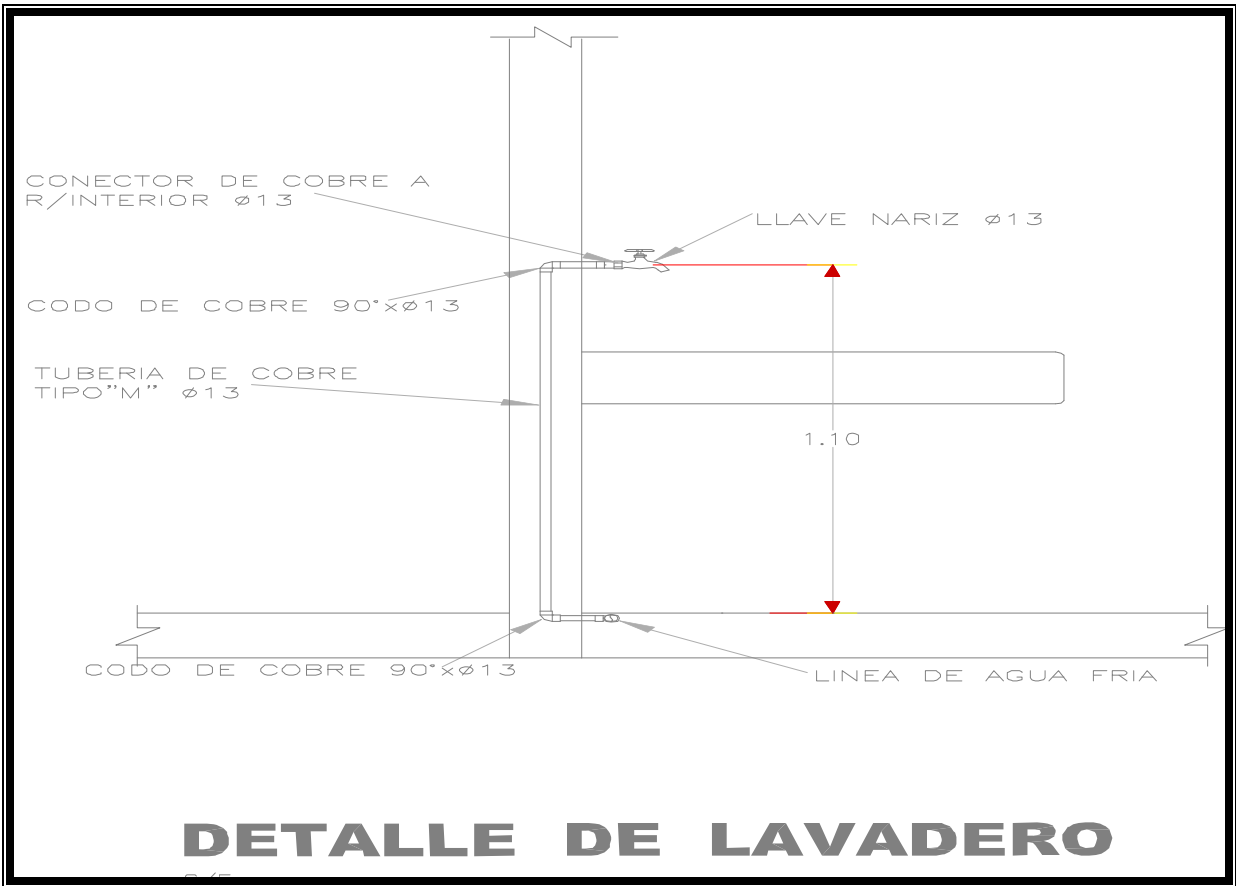 CONECTOR DE COBRE A
R/INTERIOR ø13
LLAVE NARIZ ø13
CODO DE COBRE 90°xø13
TUBERIA DE COBRE
TIPO"M" ø13
1.10
CODO DE COBRE 90°xø13
LINEA DE AGUA FRIA
DETALLE DE LAVADERO